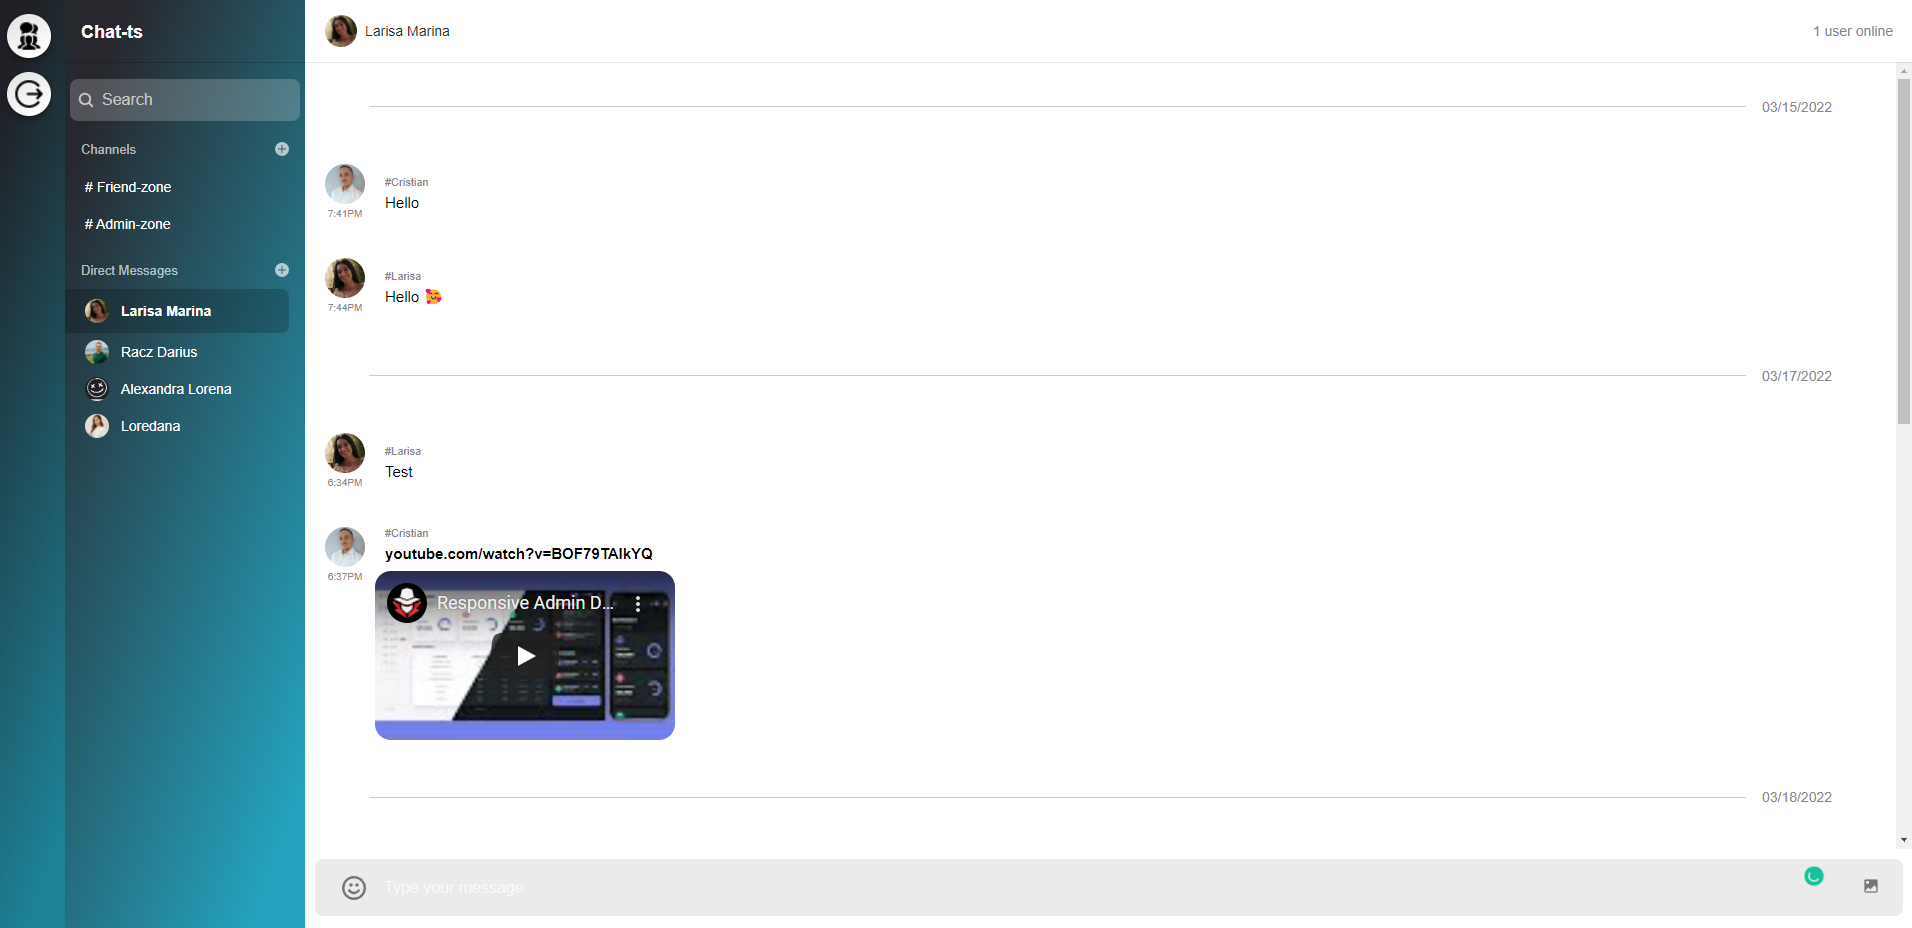 Chat-ts
Search
Channels
# Friend-zone
# Admin-zone
Direct Messages
Larisa Marina
Racz Darius
Alexandra Lorena
Loredana
Larisa Marina
1 user online
03/15/2022
#Cristian
Hello
7:41PM
#Larisa
Hello 🥰
7:44PM
03/17/2022
#Larisa
Test
6:34PM
#Cristian
youtube.com/watch?v=BOF79TAIkYQ
6:37PM
Responsive Admin D...
03/18/2022
Type your message